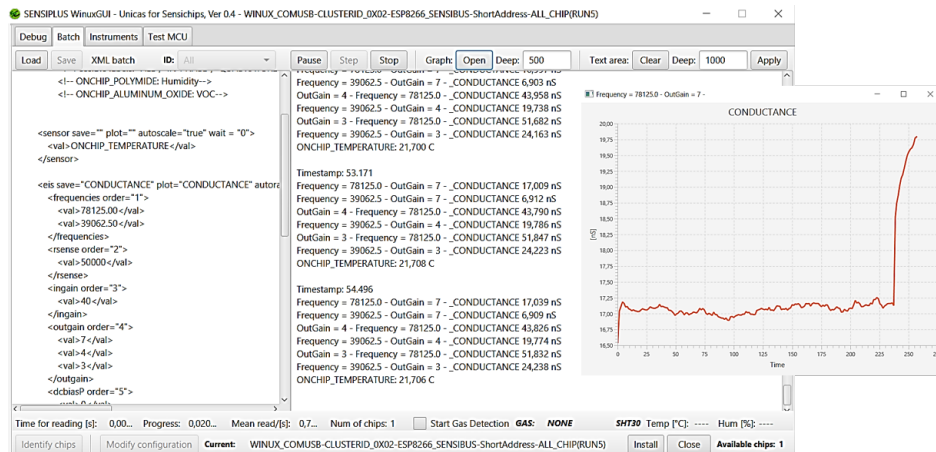 SENSIPLUS WinuxGUI - Unicas for Sensichips, Ver 0.4 - WINUX_COMUSB-CLUSTERID_0X02-ESP8266_SENSIBUS-ShortAddress-ALL_CHIP(RUN5)
Debug Batch Instruments Test MCU
Load Save XML batch ID: All Pause Step Stop Graph: Open Deep: 500 Text area: Clear Deep: 1000 Apply
<!-- ONCHIP_POLYMIDE: Humidity-->
<!-- ONCHIP_ALUMINUM_OXIDE: VOC-->
<sensor save="" plot="" autoscale="true" wait = "0">
<val>ONCHIP_TEMPERATURE</val>
</sensor>
<eis save="CONDUCTANCE" plot="CONDUCTANCE" autora
<frequencies order="1">
<val>78125.00</val>
<val>39062.50</val>
</frequencies>
<rsense order="2">
<val>50000</val>
</rsense>
<ingain order="3">
<val>40</val>
</ingain>
<outgain order="4">
<val>7</val>
<val>4</val>
<val>3</val>
</outgain>
<dcbiasP order="5">
Frequency = 39062.5 - OutGain = 7 - _CONDUCTANCE 6,903 nS
OutGain = 4 - Frequency = 78125.0 - _CONDUCTANCE 43,958 nS
Frequency = 39062.5 - OutGain = 4 - _CONDUCTANCE 19,738 nS
OutGain = 3 - Frequency = 78125.0 - _CONDUCTANCE 51,682 nS
Frequency = 39062.5 - OutGain = 3 - _CONDUCTANCE 24,163 nS
ONCHIP_TEMPERATURE: 21,700 C
Timestamp: 53.171
Frequency = 78125.0 - OutGain = 7 - _CONDUCTANCE 17,009 nS
Frequency = 39062.5 - OutGain = 7 - _CONDUCTANCE 6,912 nS
OutGain = 4 - Frequency = 78125.0 - _CONDUCTANCE 43,790 nS
Frequency = 39062.5 - OutGain = 4 - _CONDUCTANCE 19,786 nS
OutGain = 3 - Frequency = 78125.0 - _CONDUCTANCE 51,847 nS
Frequency = 39062.5 - OutGain = 3 - _CONDUCTANCE 24,223 nS
ONCHIP_TEMPERATURE: 21,708 C
Timestamp: 54.496
Frequency = 78125.0 - OutGain = 7 - _CONDUCTANCE 17,039 nS
Frequency = 39062.5 - OutGain = 7 - _CONDUCTANCE 6,909 nS
OutGain = 4 - Frequency = 78125.0 - _CONDUCTANCE 43,826 nS
Frequency = 39062.5 - OutGain = 4 - _CONDUCTANCE 19,774 nS
OutGain = 3 - Frequency = 78125.0 - _CONDUCTANCE 51,832 nS
Frequency = 39062.5 - OutGain = 3 - _CONDUCTANCE 24,238 nS
ONCHIP_TEMPERATURE: 21,706 C
Frequency = 78125.0 - OutGain = 7 -
CONDUCTANCE
20,00
19,75
19,50
19,25
19,00
18,75
18,50
18,25
18,00
17,75
17,50
17,25
17,00
16,75
16,50
[nS]
0 25 50 75 100 125 150 175 200 225 250
Time
Time for reading [s]: 0,00... Progress: 0,020... Mean read/[s]: 0,7... Num of chips: 1 Start Gas Detection GAS: NONE SHT30 Temp [°C]: ---- Hum [%]: ----
Identify chips Modify configuration Current: WINUX_COMUSB-CLUSTERID_0X02-ESP8266_SENSIBUS-ShortAddress-ALL_CHIP(RUN5) Install Close Available chips: 1